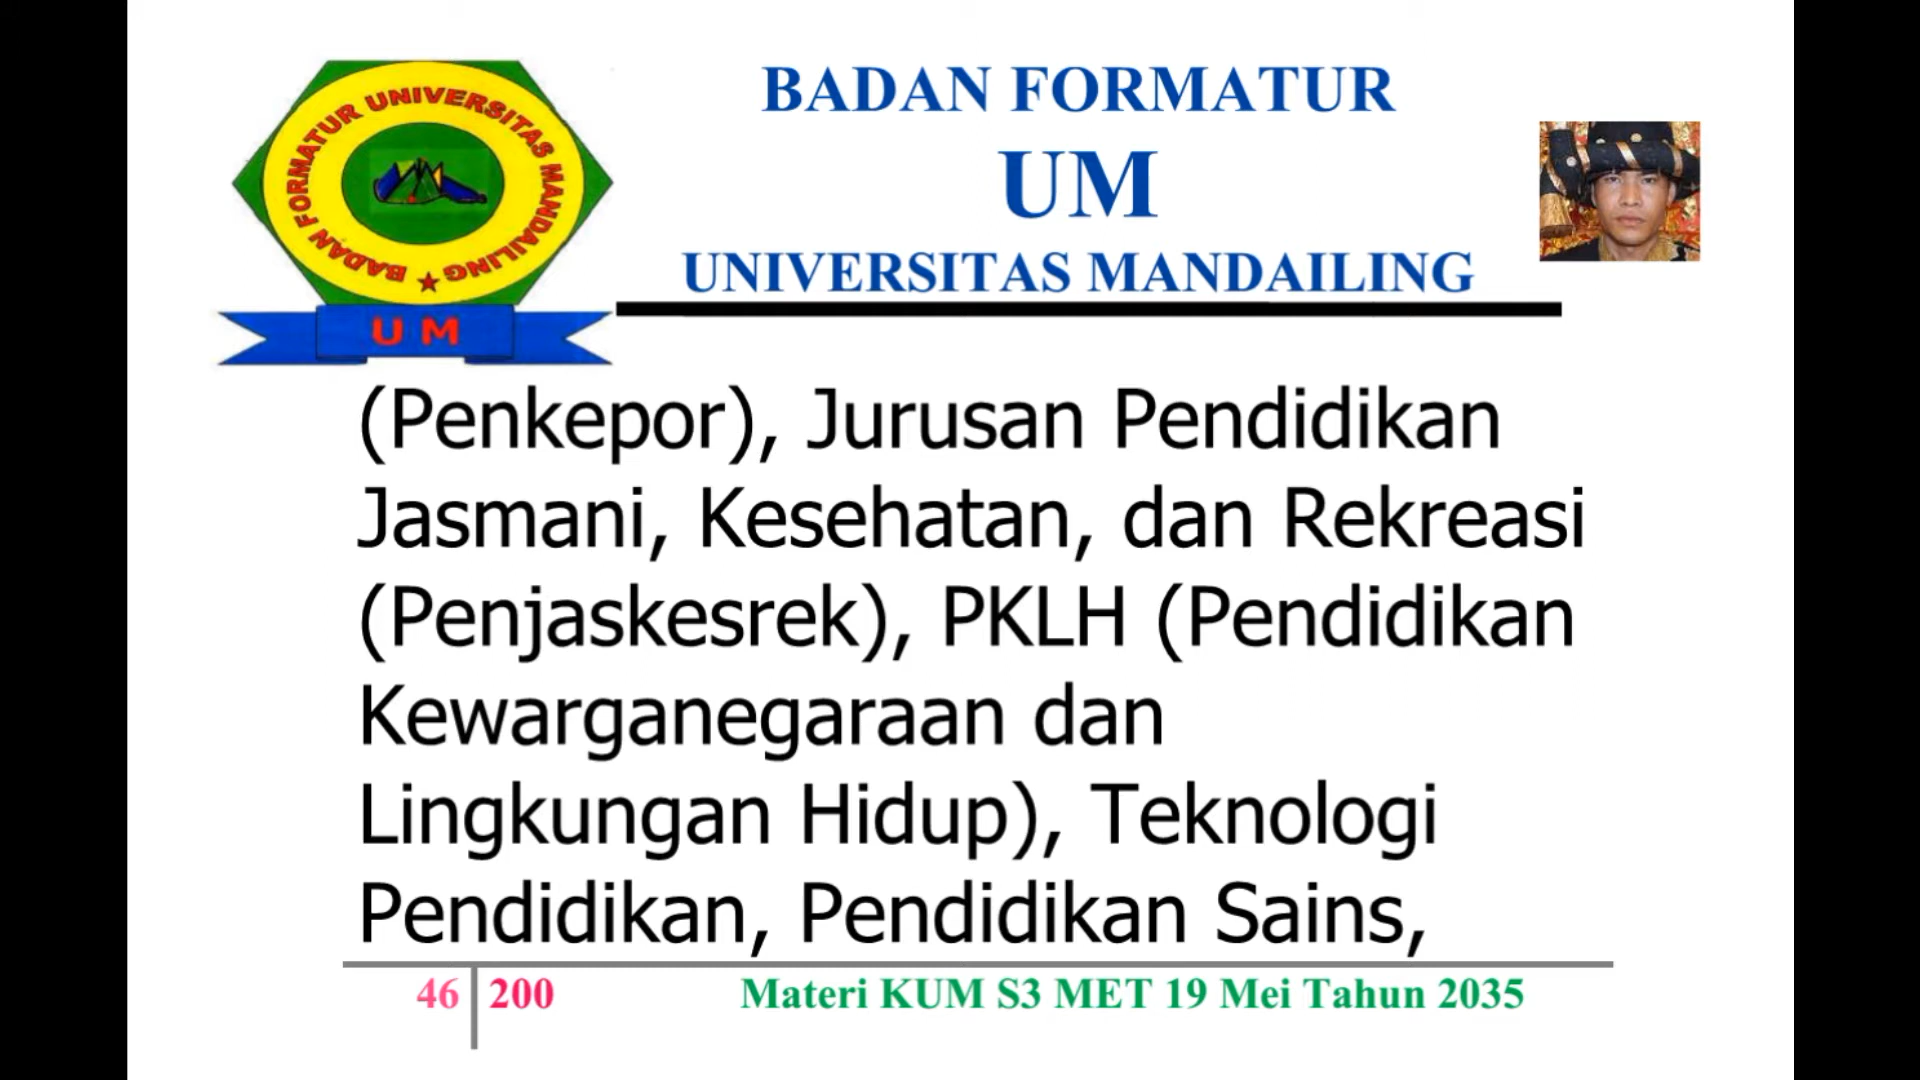 BADAN FORMATUR UNIVERSITAS MANDAILING
U M
BADAN FORMATUR
UM
UNIVERSITAS MANDAILING
(Penkepor), Jurusan Pendidikan
Jasmani, Kesehatan, dan Rekreasi
(Penjaskesrek), PKLH (Pendidikan
Kewarganegaraan dan
Lingkungan Hidup), Teknologi
Pendidikan, Pendidikan Sains,
46 200 Materi KUM S3 MET 19 Mei Tahun 2035